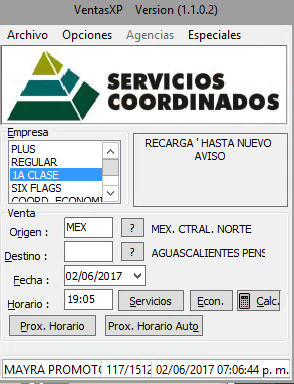 VentasXP Version (1.1.0.2)
Archivo Opciones Agencias Especiales
SERVICIOS
COORDINADOS
Empresa
PLUS
REGULAR
1A CLASE
SIX FLAGS
COORD. ECONOMI
RECARGA ' HASTA NUEVO
AVISO
Venta
Origen : MEX ? MEX. CTRAL. NORTE
Destino : ? AGUASCALIENTES PENS
Fecha : 02/06/2017
Horario : 19:05 Servicios Econ. Calc.
Prox. Horario Prox. Horario Auto
MAYRA PROMOTO 117/1512 02/06/2017 07:06:44 p. m.